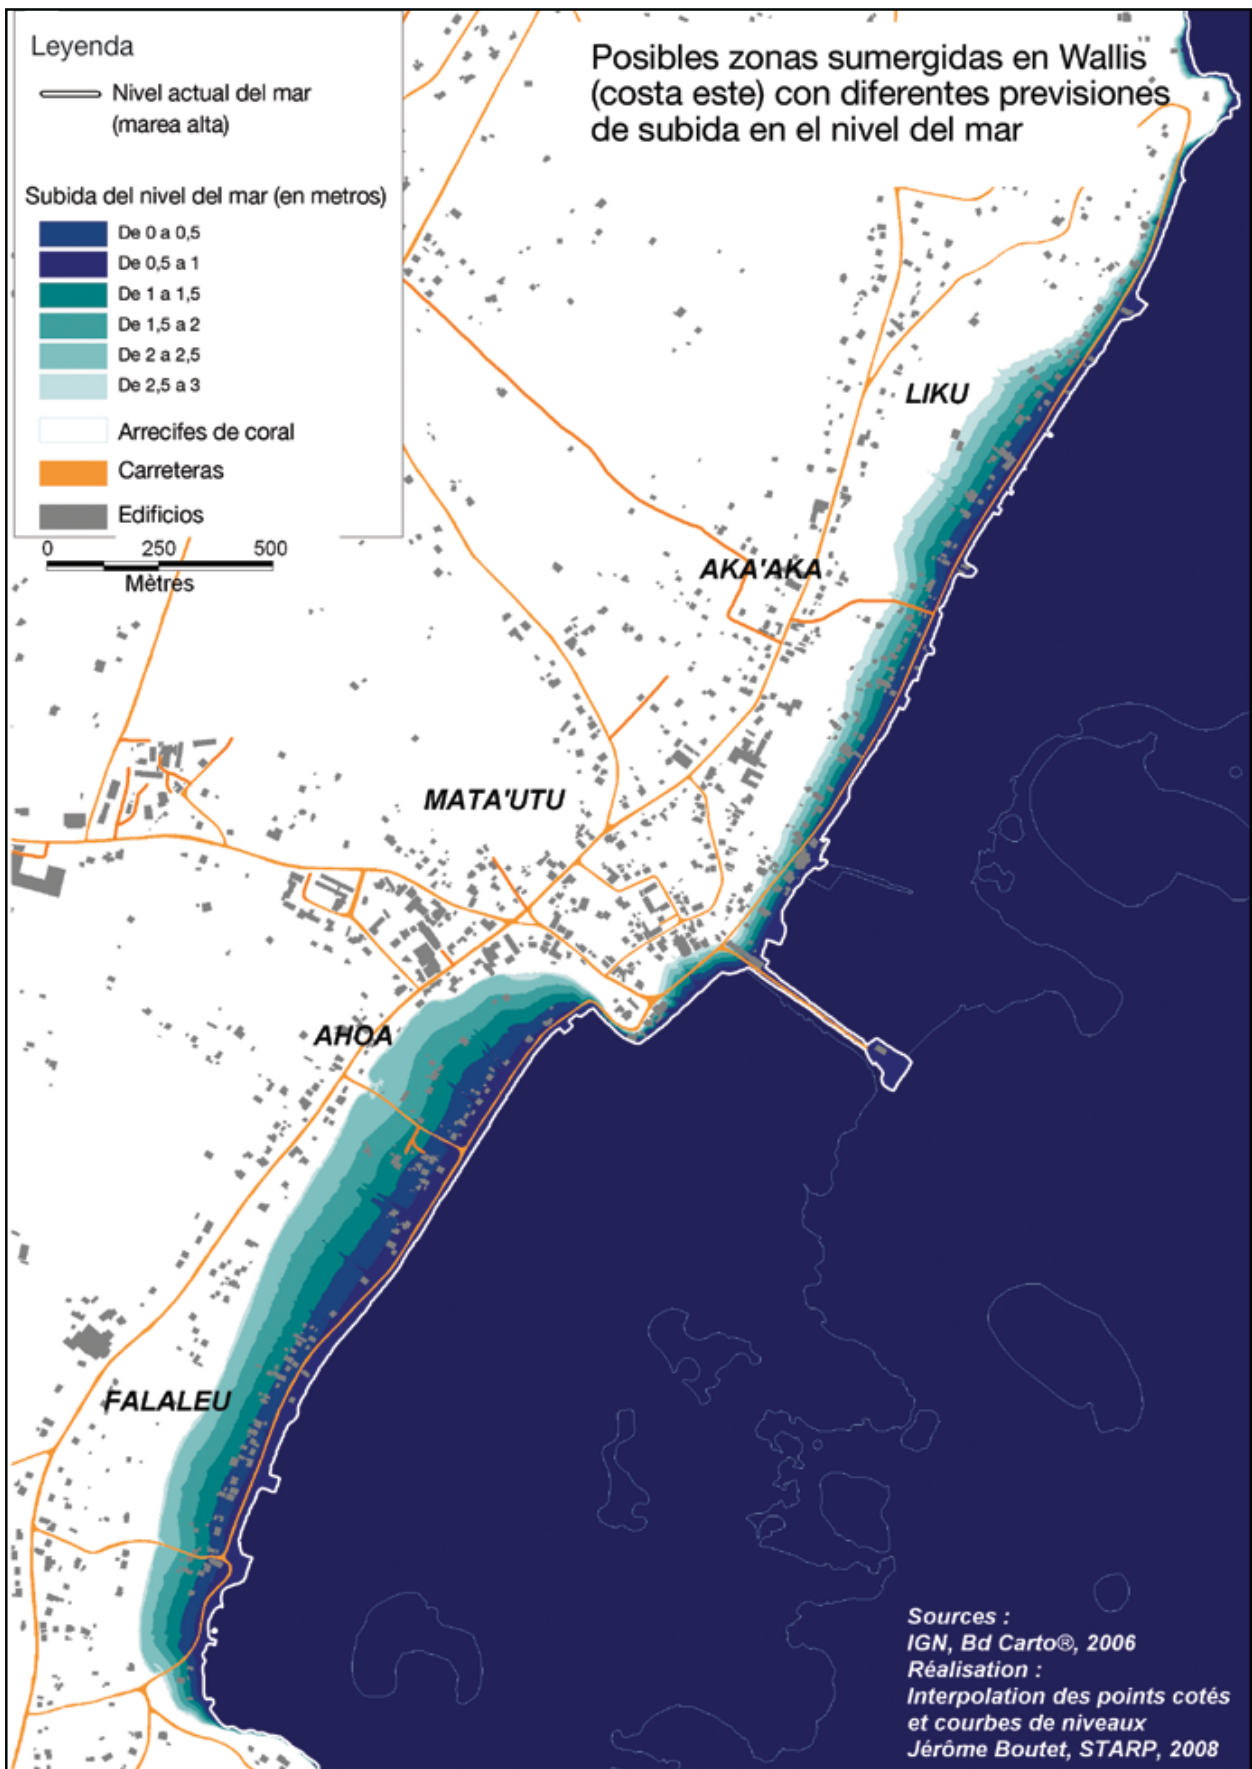 Leyenda
Nivel actual del mar
(marea alta)
Subida del nivel del mar (en metros)
De 0 a 0,5
De 0,5 a 1
De 1 a 1,5
De 1,5 a 2
De 2 a 2,5
De 2,5 a 3
Arrecifes de coral
Carreteras
Edificios
0 250 500
Mètres
Posibles zonas sumergidas en Wallis
(costa este) con diferentes previsiones
de subida en el nivel del mar
LIKU
AKA'AKA
MATA'UTU
AHOA
FALALEU
Sources :
IGN, Bd Carto®, 2006
Réalisation :
Interpolation des points cotés
et courbes de niveaux
Jérôme Boutet, STARP, 2008